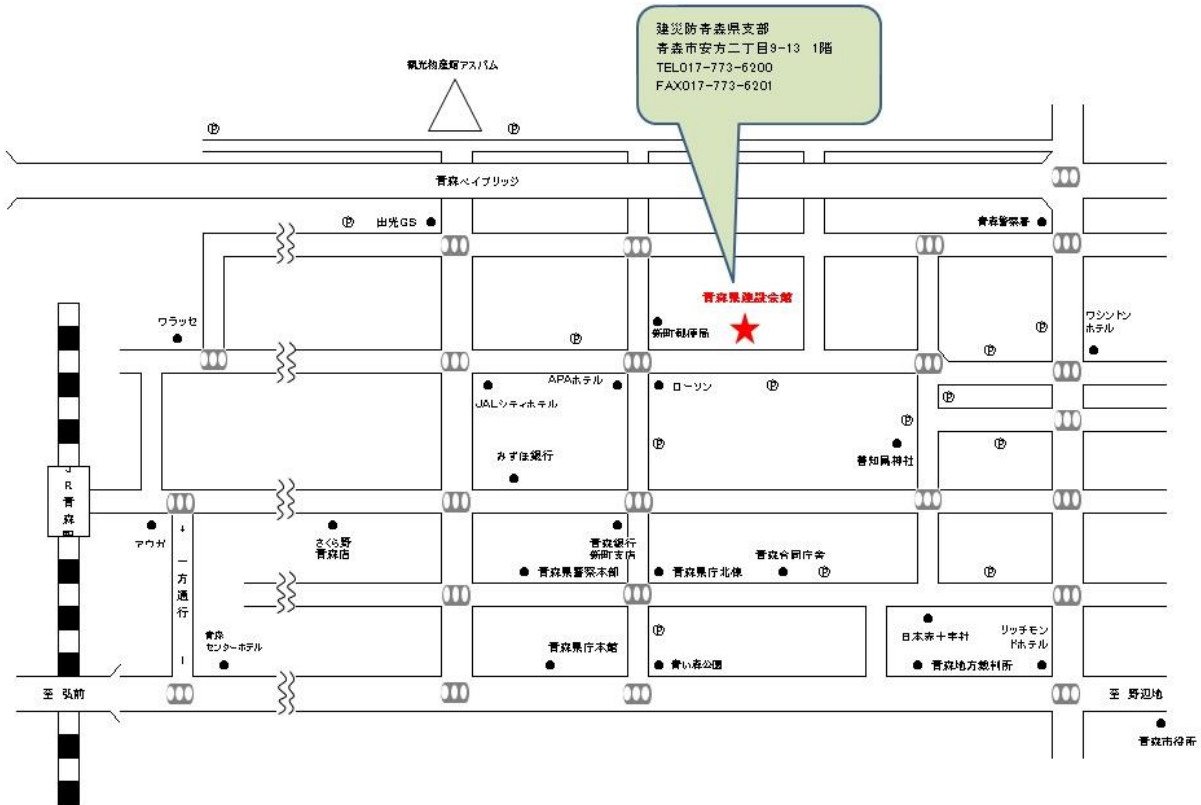 建災防青森県支部
青森市安方二丁目9-13 1階
TEL017-773-6200
FAX017-773-6201
観光物産館アスパム
Ⓟ
Ⓟ
青森ベイブリッジ
Ⓟ
出光GS
青森警察署
青森県建設会館
ワラッセ
新町郵便局
Ⓟ
Ⓟ
Ⓟ
ワシントン
ホテル
JALシティホテル
APAホテル
ローソン
Ⓟ
Ⓟ
Ⓟ
みずほ銀行
Ⓟ
善知鳥神社
Ⓟ
JR青森駅
アウガ
さくら野
青森店
青森銀行
新町支店
青森合同庁舎
青森県警察本部
青森県庁北棟
Ⓟ
Ⓟ
一方通行
青森
センターホテル
青森県庁本館
Ⓟ
青い森公園
日本赤十字社
リッチモン
ドホテル
青森地方裁判所
至 弘前
至 野辺地
青森市役所